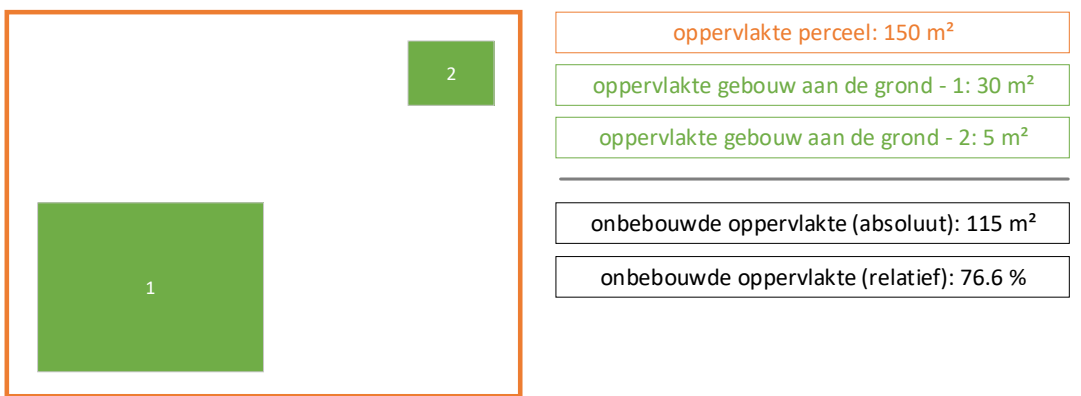 2
1
oppervlakte perceel: 150 m²
oppervlakte gebouw aan de grond - 1: 30 m²
oppervlakte gebouw aan de grond - 2: 5 m²
onbebouwde oppervlakte (absoluut): 115 m²
onbebouwde oppervlakte (relatief): 76.6 %